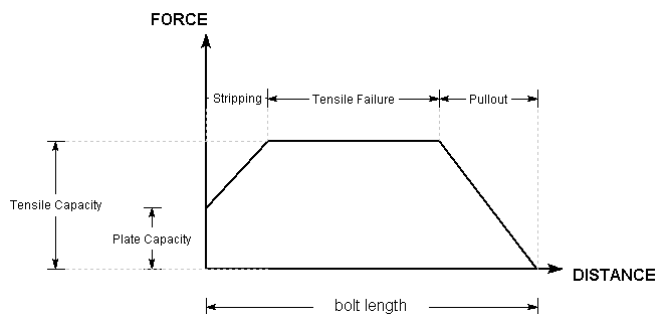 FORCE
Stripping
Tensile Failure
Pullout
Tensile Capacity
Plate Capacity
DISTANCE
bolt length